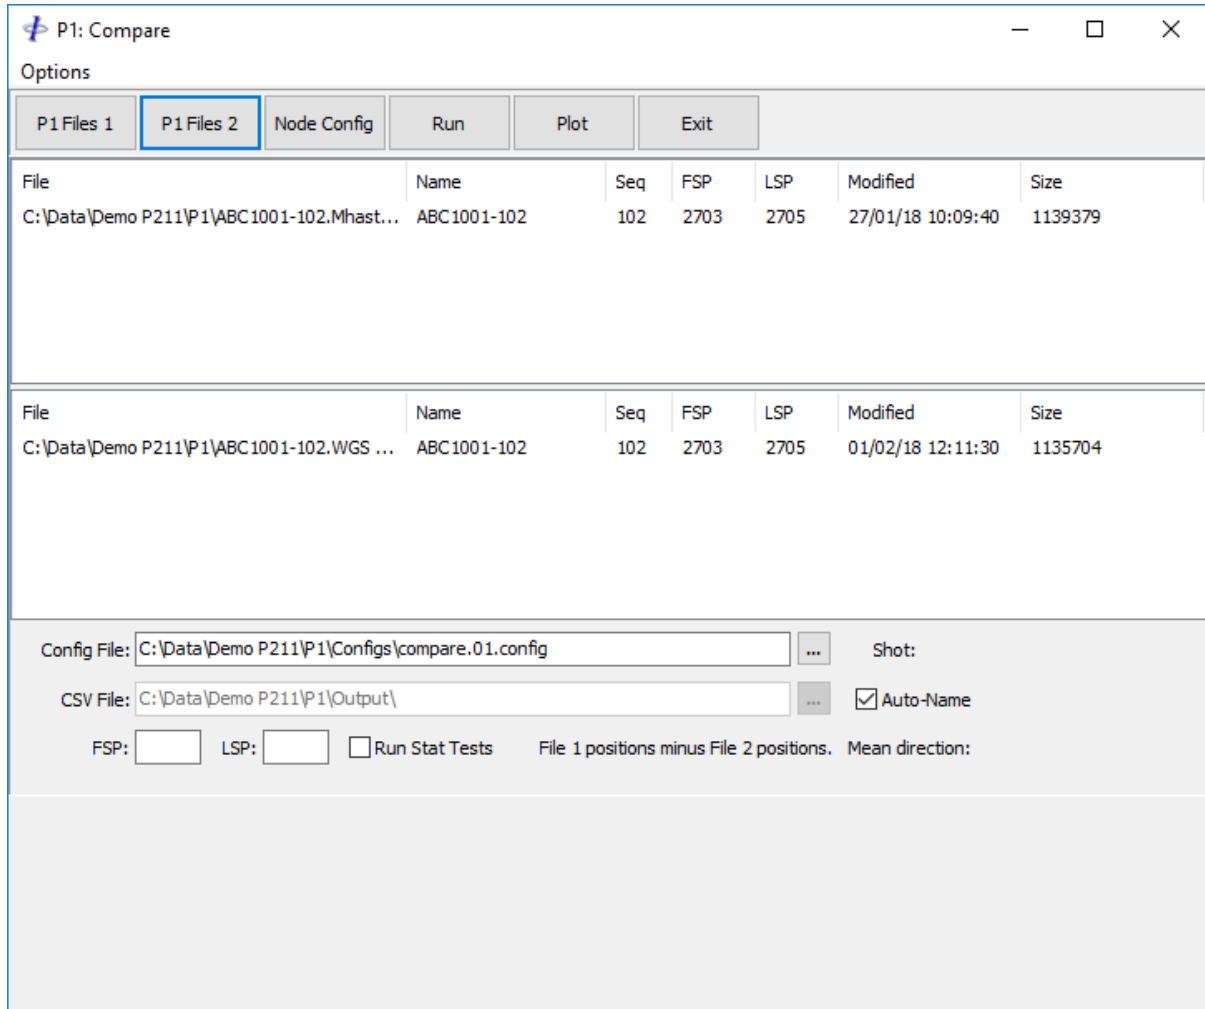 P1: Compare
Options
P1 Files 1 P1 Files 2 Node Config Run Plot Exit
File Name Seq FSP LSP Modified Size
C:\Data\Demo P211\P1\ABC1001-102.Mhast... ABC1001-102 102 2703 2705 27/01/18 10:09:40 1139379
File Name Seq FSP LSP Modified Size
C:\Data\Demo P211\P1\ABC1001-102.WGS ... ABC1001-102 102 2703 2705 01/02/18 12:11:30 1135704
Config File: C:\Data\Demo P211\P1\Configs\compare.01.config ... Shot:
CSV File: C:\Data\Demo P211\P1\Output\ ... Auto-Name
FSP: LSP: Run Stat Tests File 1 positions minus File 2 positions. Mean direction: